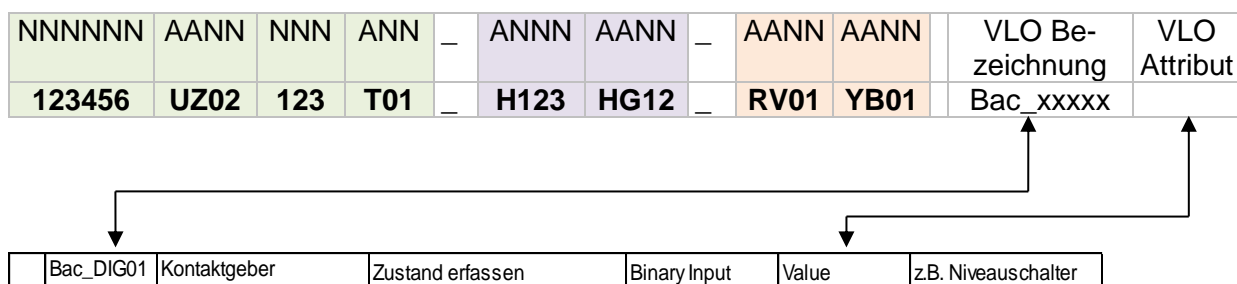 NNNNNN AANN NNN ANN _ ANNN AANN _ AANN AANN VLO Be-
zeichnung VLO
Attribut
123456 UZ02 123 T01 _ H123 HG12 _ RV01 YB01 Bac_xxxxx
Bac_DIG01 Kontaktgeber Zustand erfassen Binary Input Value z.B. Niveauschalter